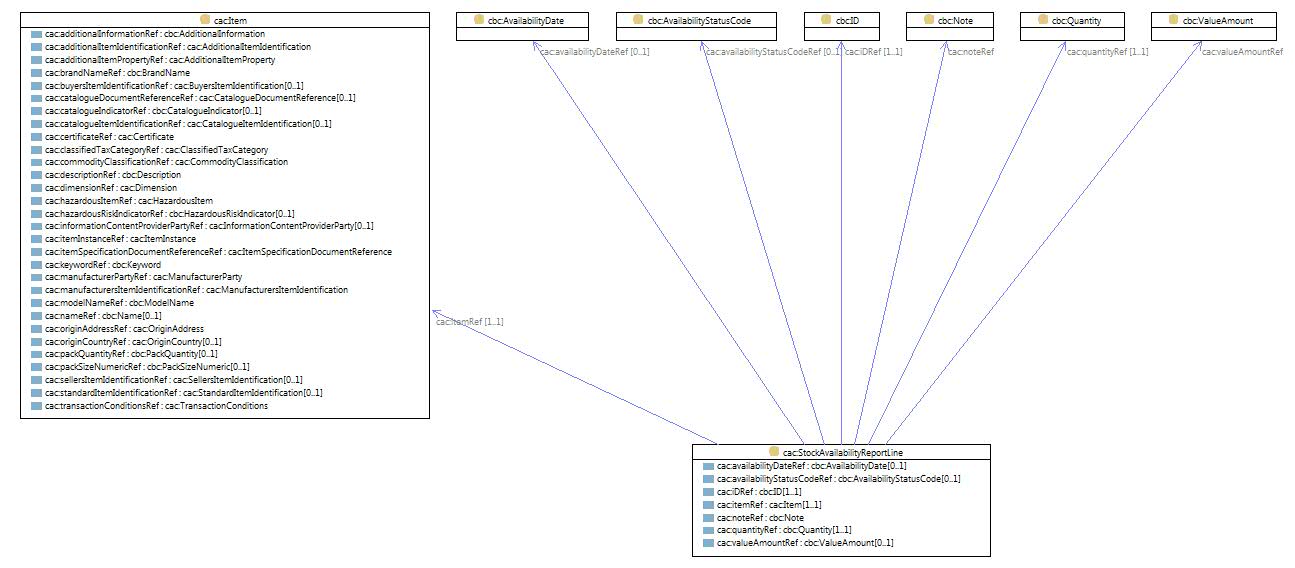 cac:Item
cac:additionalInformationRef : cbc:AdditionalInformation
cac:additionalItemIdentificationRef : cac:AdditionalItemIdentification
cac:additionalItemPropertyRef : cac:AdditionalItemProperty
cac:brandNameRef : cbc:BrandName
cac:buyersItemIdentificationRef : cac:BuyersItemIdentification[0..1]
cac:catalogueDocumentReferenceRef : cac:CatalogueDocumentReference[0..1]
cac:catalogueIndicatorRef : cbc:CatalogueIndicator[0..1]
cac:catalogueItemIdentificationRef : cac:CatalogueItemIdentification[0..1]
cac:certificateRef : cac:Certificate
cac:classifiedTaxCategoryRef : cac:ClassifiedTaxCategory
cac:commodityClassificationRef : cac:CommodityClassification
cac:descriptionRef : cbc:Description
cac:dimensionRef : cac:Dimension
cac:hazardousItemRef : cac:HazardousItem
cac:hazardousRiskIndicatorRef : cbc:HazardousRiskIndicator[0..1]
cac:informationContentProviderPartyRef : cac:InformationContentProviderParty[0..1]
cac:itemInstanceRef : cac:ItemInstance
cac:itemSpecificationDocumentReferenceRef : cac:ItemSpecificationDocumentReference
cac:keywordRef : cbc:Keyword
cac:manufacturerPartyRef : cac:ManufacturerParty
cac:manufacturersItemIdentificationRef : cac:ManufacturersItemIdentification
cac:modelNameRef : cbc:ModelName
cac:nameRef : cbc:Name[0..1]
cac:originAddressRef : cac:OriginAddress
cac:originCountryRef : cac:OriginCountry[0..1]
cac:packQuantityRef : cbc:PackQuantity[0..1]
cac:packSizeNumericRef : cbc:PackSizeNumeric[0..1]
cac:sellersItemIdentificationRef : cac:SellersItemIdentification[0..1]
cac:standardItemIdentificationRef : cac:StandardItemIdentification[0..1]
cac:transactionConditionsRef : cac:TransactionConditions
cbc:AvailabilityDate
cbc:AvailabilityStatusCode
cbc:ID
cbc:Note
cbc:Quantity
cbc:ValueAmount
cac:availabilityDateRef [0..1]
cac:availabilityStatusCodeRef [0..1
cac:iDRef [1..1]
cac:noteRef
cac:quantityRef [1..1]
cac:valueAmountRef
cac:itemRef [1..1]
cac:StockAvailabilityReportLine
cac:availabilityDateRef : cbc:AvailabilityDate[0..1]
cac:availabilityStatusCodeRef : cbc:AvailabilityStatusCode[0..1]
cac:iDRef : cbc:ID[1..1]
cac:itemRef : cac:Item[1..1]
cac:noteRef : cbc:Note
cac:quantityRef : cbc:Quantity[1..1]
cac:valueAmountRef : cbc:ValueAmount[0..1]